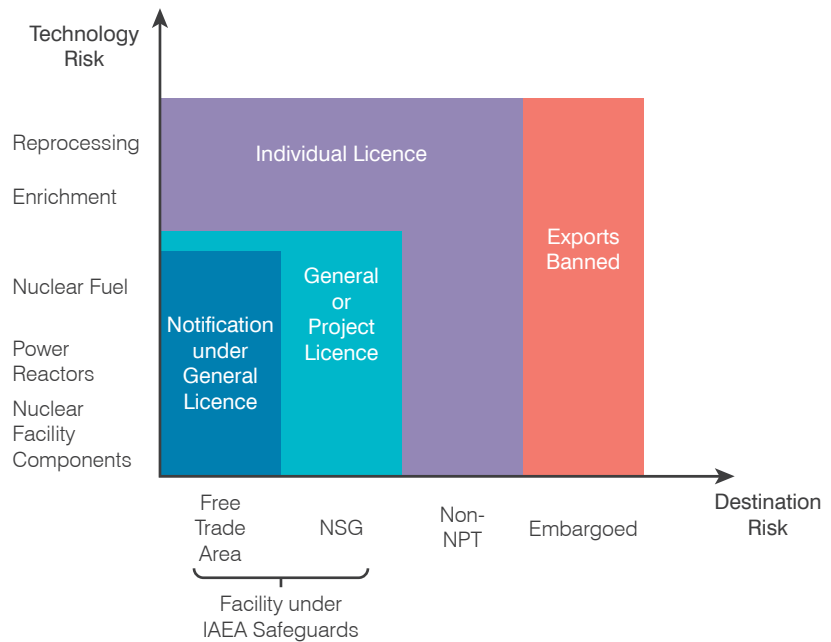 Technology
Risk
Reprocessing
Enrichment
Nuclear Fuel
Power
Reactors
Nuclear
Facility
Components
Individual Licence
Exports
Banned
General
or
Project
Licence
Notification
under
General
Licence
Free
Trade
Area
NSG
Non-
NPT
Embargoed
Destination
Risk
Facility under
IAEA Safeguards